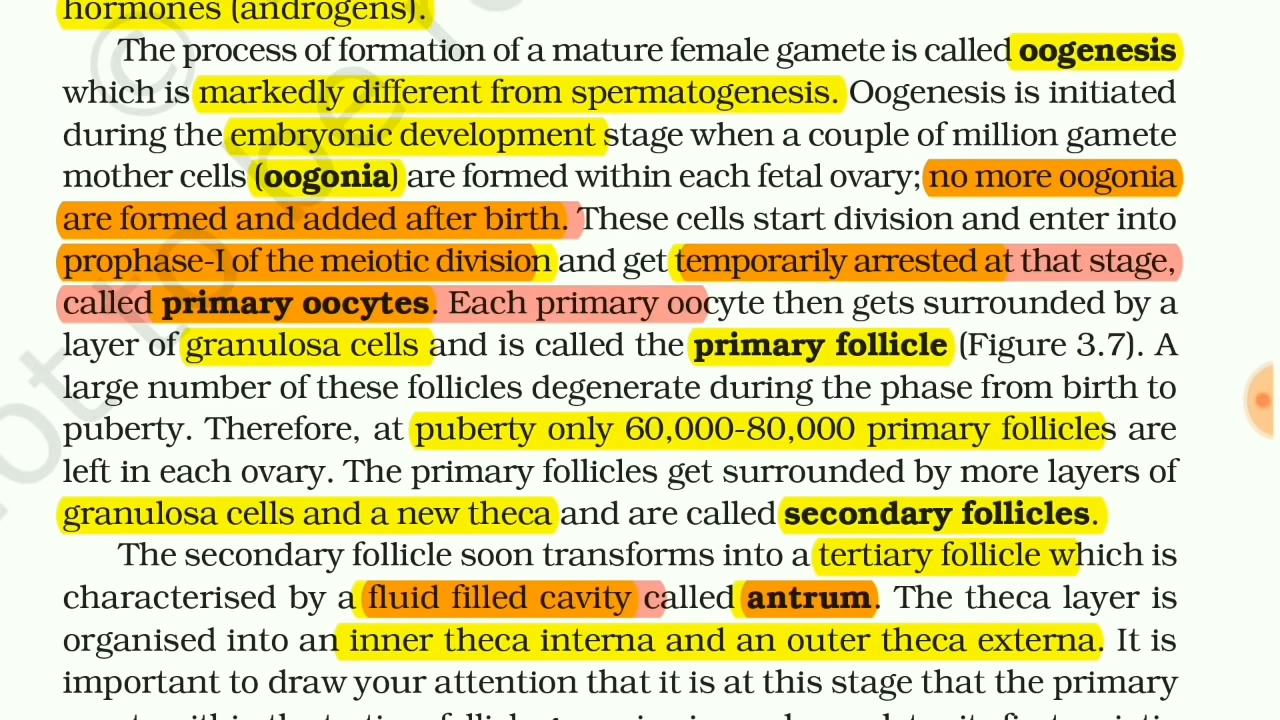 hormones (androgens).
The process of formation of a mature female gamete is called oogenesis
which is markedly different from spermatogenesis. Oogenesis is initiated
during the embryonic development stage when a couple of million gamete
mother cells (oogonia) are formed within each fetal ovary; no more oogonia
are formed and added after birth. These cells start division and enter into
prophase-I of the meiotic division and get temporarily arrested at that stage,
called primary oocytes. Each primary oocyte then gets surrounded by a
layer of granulosa cells and is called the primary follicle (Figure 3.7). A
large number of these follicles degenerate during the phase from birth to
puberty. Therefore, at puberty only 60,000-80,000 primary follicles are
left in each ovary. The primary follicles get surrounded by more layers of
granulosa cells and a new theca and are called secondary follicles.
The secondary follicle soon transforms into a tertiary follicle which is
characterised by a fluid filled cavity called antrum. The theca layer is
organised into an inner theca interna and an outer theca externa. It is
important to draw your attention that it is at this stage that the primary